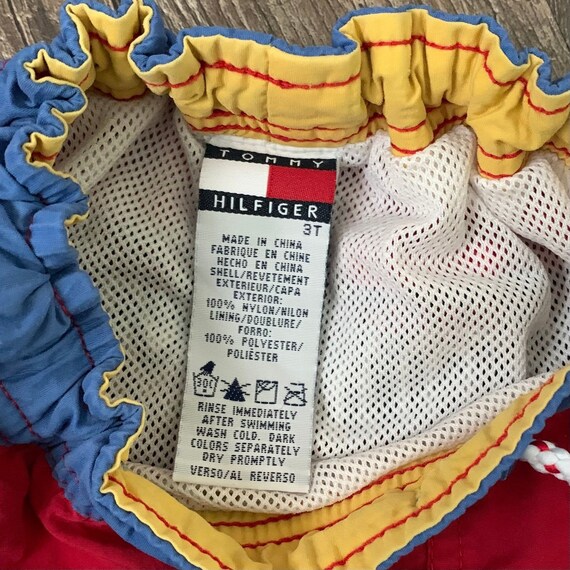 TOMMY
HILFIGER
3T
MADE IN CHINA
FABRIQUE EN CHINE
HECHO EN CHINA
SHELL/REVETEMENT
EXTERIEUR/CAPA
EXTERIOR:
100% NYLON/NILON
LINING/DOUBLURE/
FORRO:
100% POLYESTER/
POLIÈSTER
30C
RINSE IMMEDIATELY
AFTER SWIMMING
WASH COLD. DARK
COLORS SEPARATELY
DRY PROMPTLY
VERSO/AL REVERSO